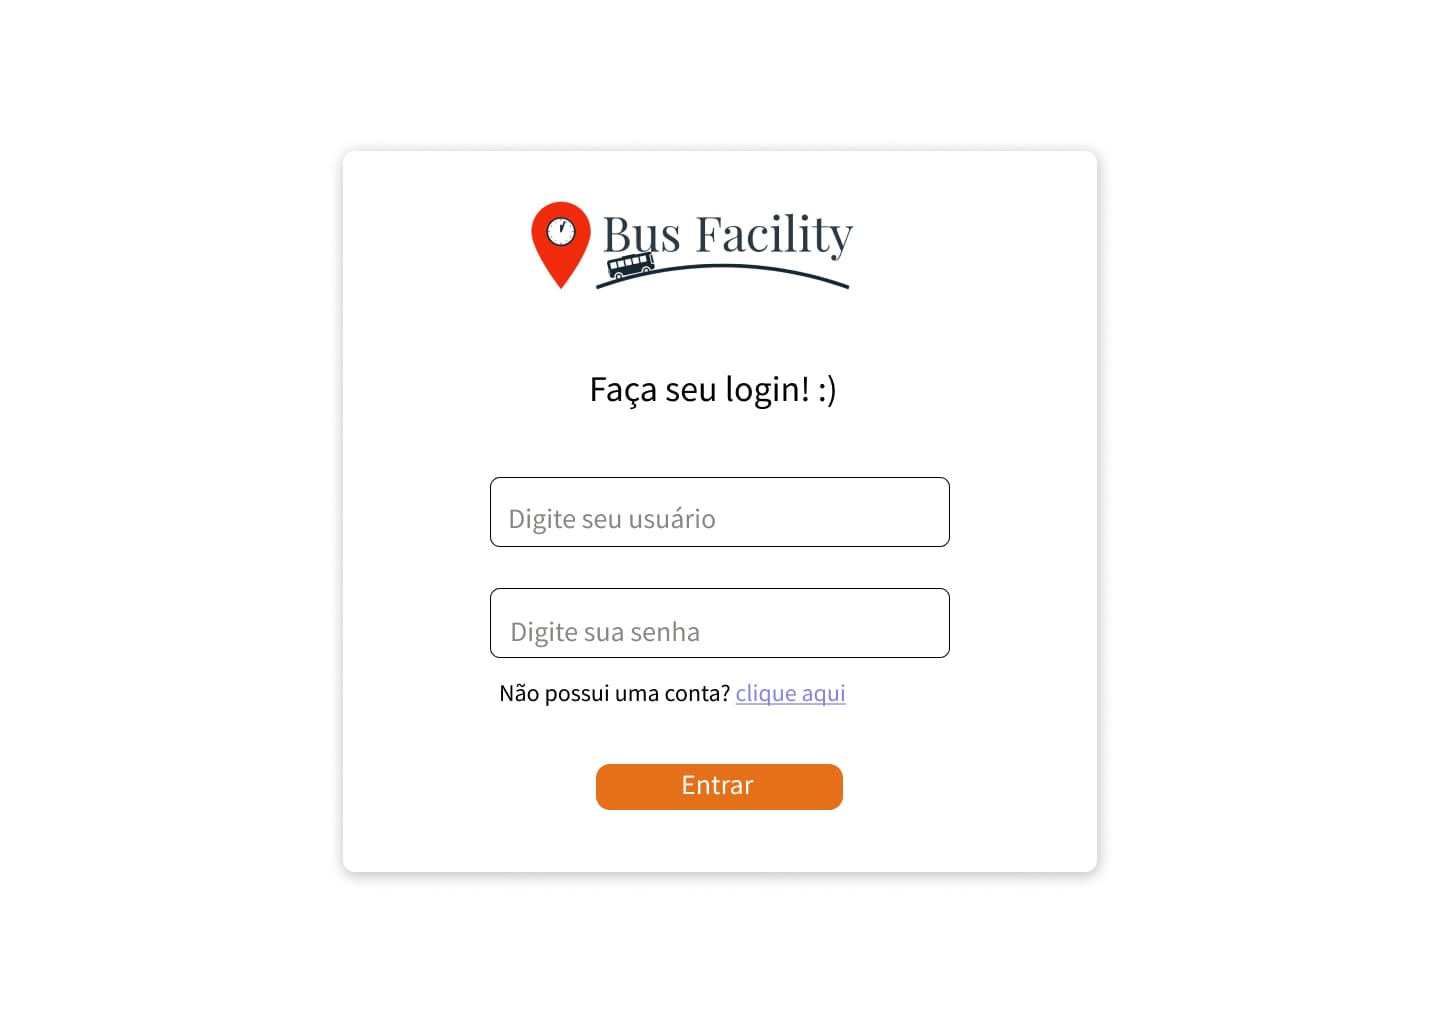 Bus Facility
Faça seu login! :)
Digite seu usuário
Digite sua senha
Não possui uma conta? clique aqui
Entrar